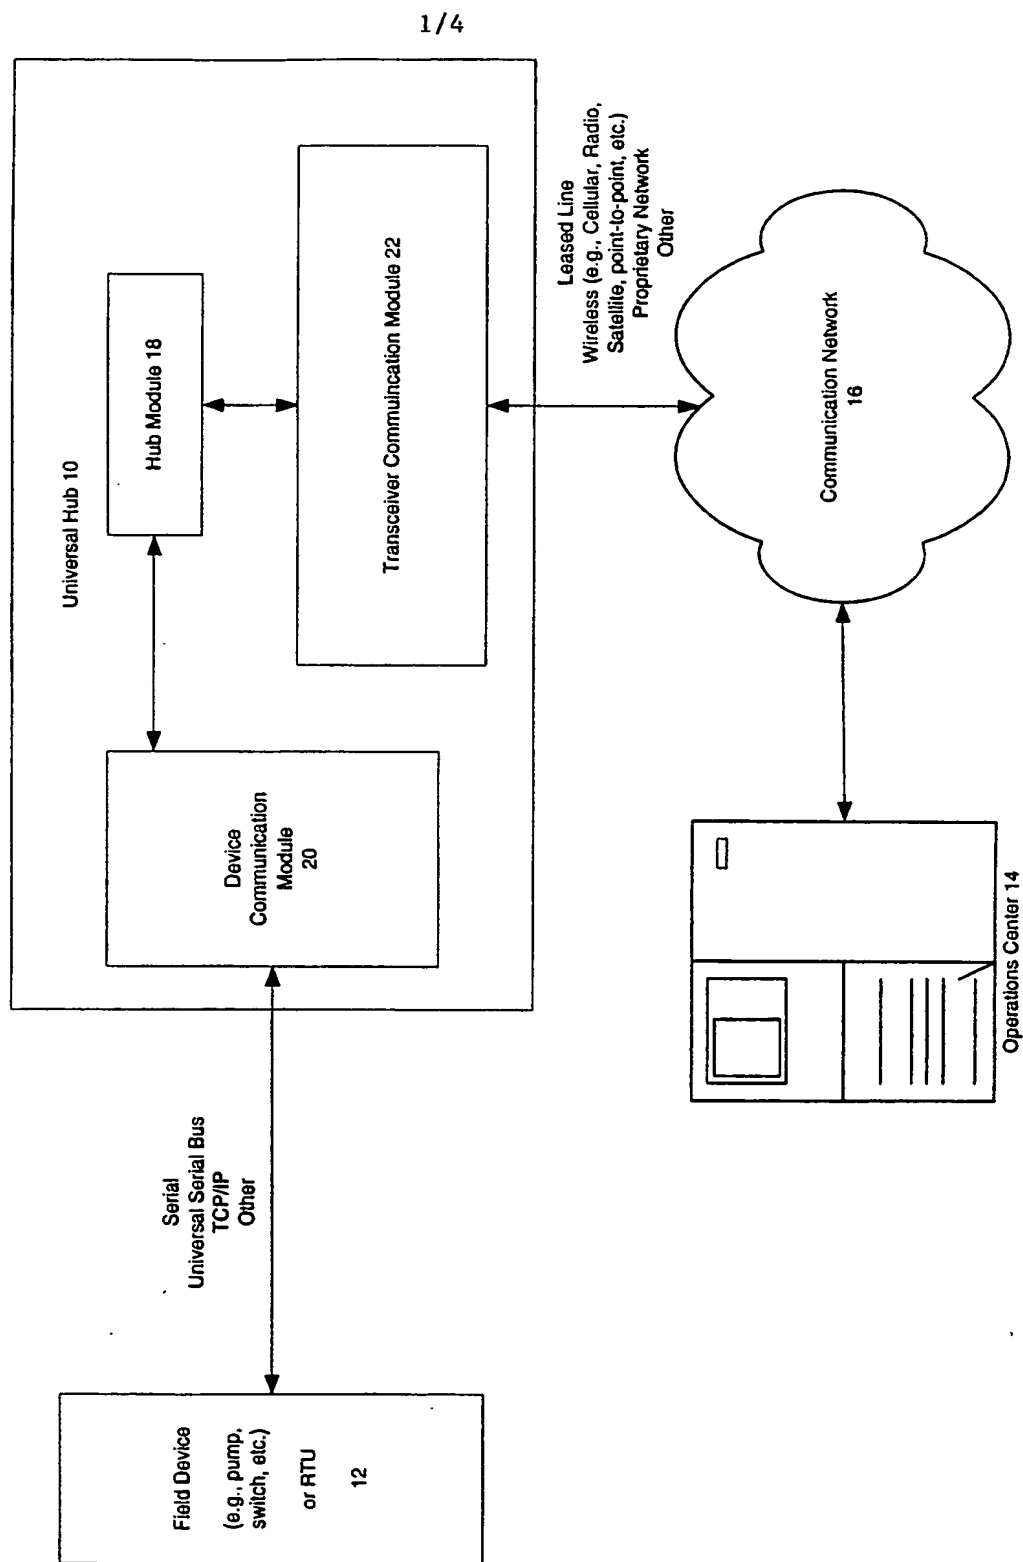 1/4
Universal Hub 10
Hub Module 18
Transceiver Commuincation Module 22
Device
Communication
Module
20
Serial
Universal Serial Bus
TCP/IP
Other
Field Device
(e.g., pump,
switch, etc.)
or RTU
12
Leased Line
Wireless (e.g., Cellular, Radio,
Satellite, point-to-point, etc.)
Proprietary Network
Other
Communication Network
16
Operations Center 14